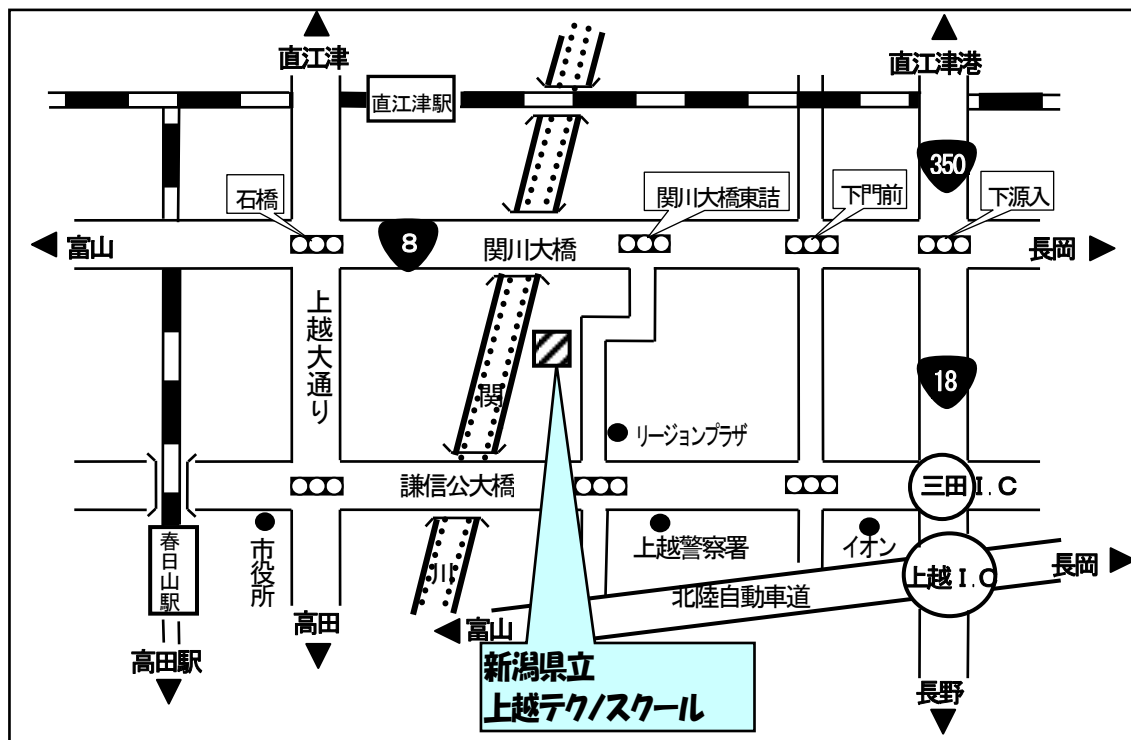 直江津
直江津港
直江津駅
350
石橋
関川大橋東詰
下門前
下源入
富山
8
関川大橋
長岡
上越大通り
関
18
リージョンプラザ
謙信公大橋
三田I.C
春日山駅
市役所
川
上越警察署
イオン
上越I.C
長岡
北陸自動車道
高田
富山
高田駅
新潟県立
上越テクノスクール
長野